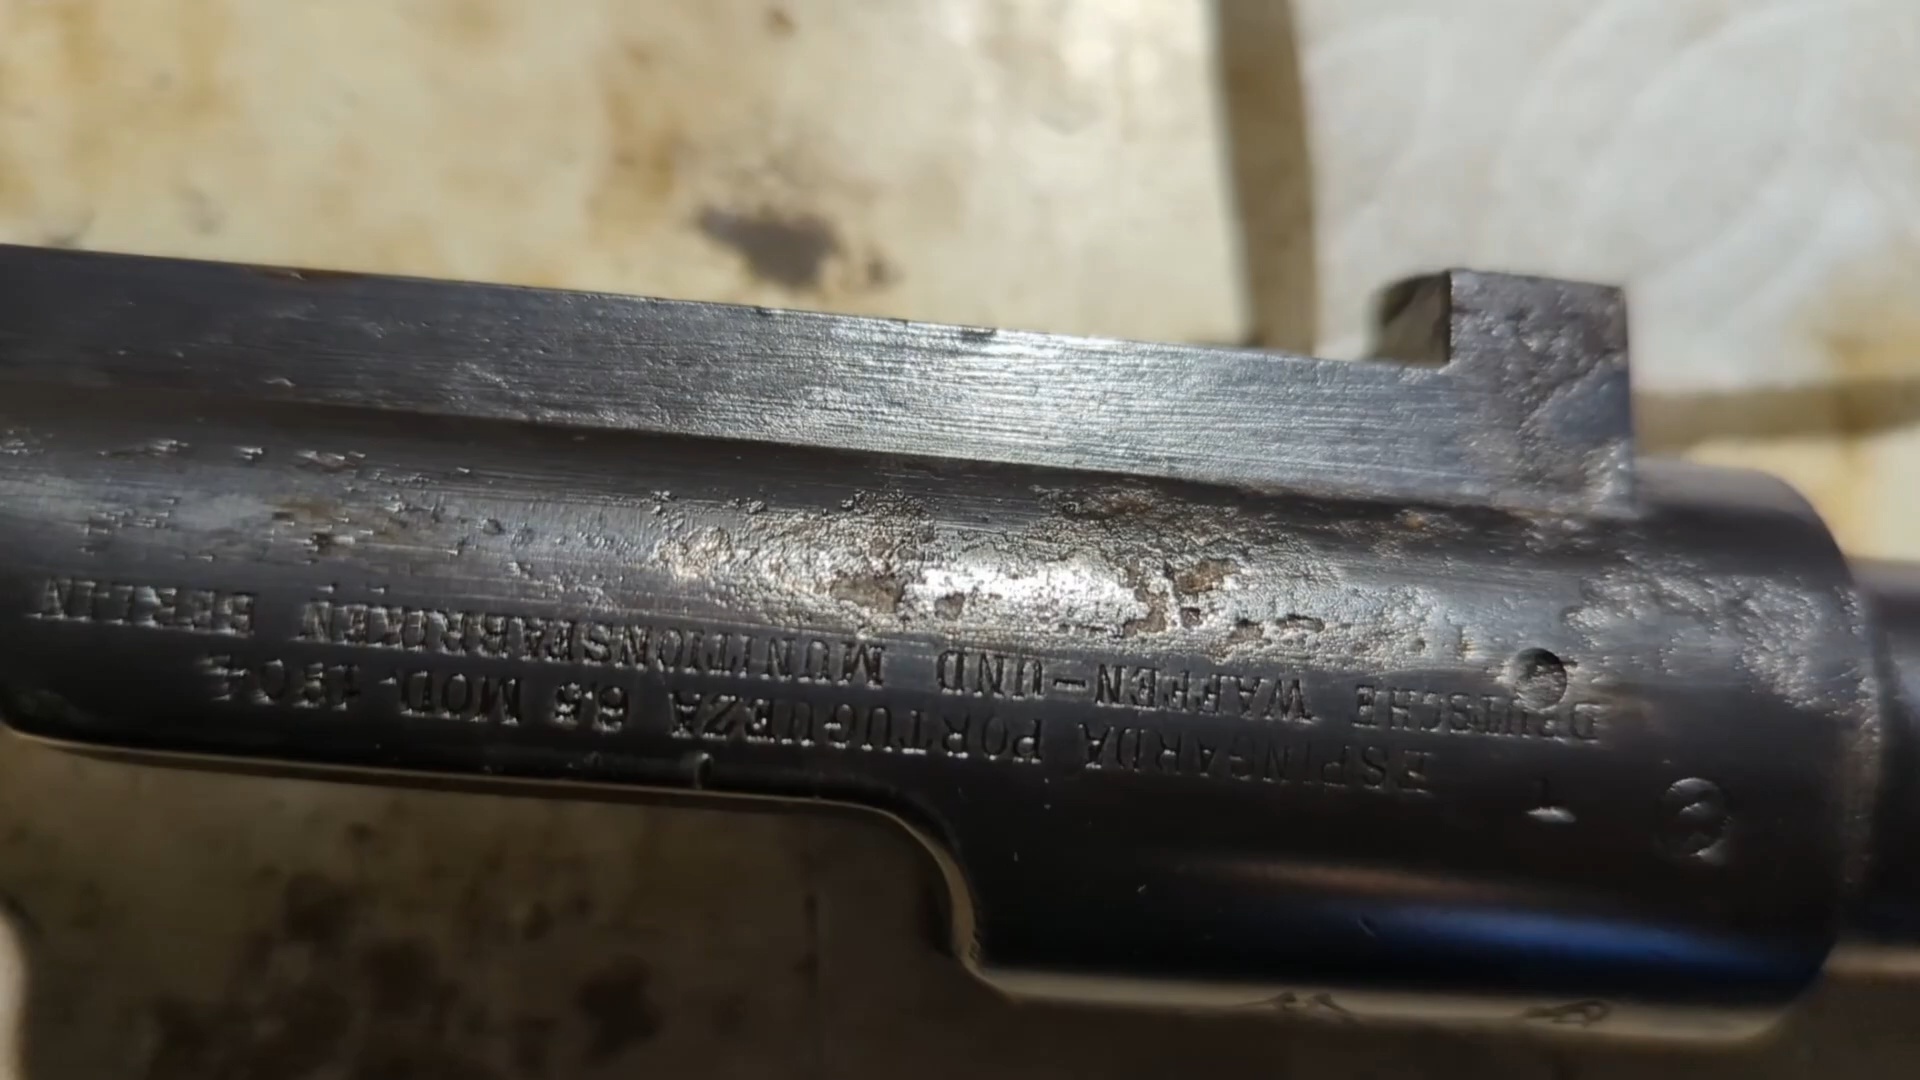 ESPINGARDA PORTUGUEZA 6,5 MOD. 1904
DEUTSCHE WAFFEN-UND MUNITIONSFABRIKEN BERLIN